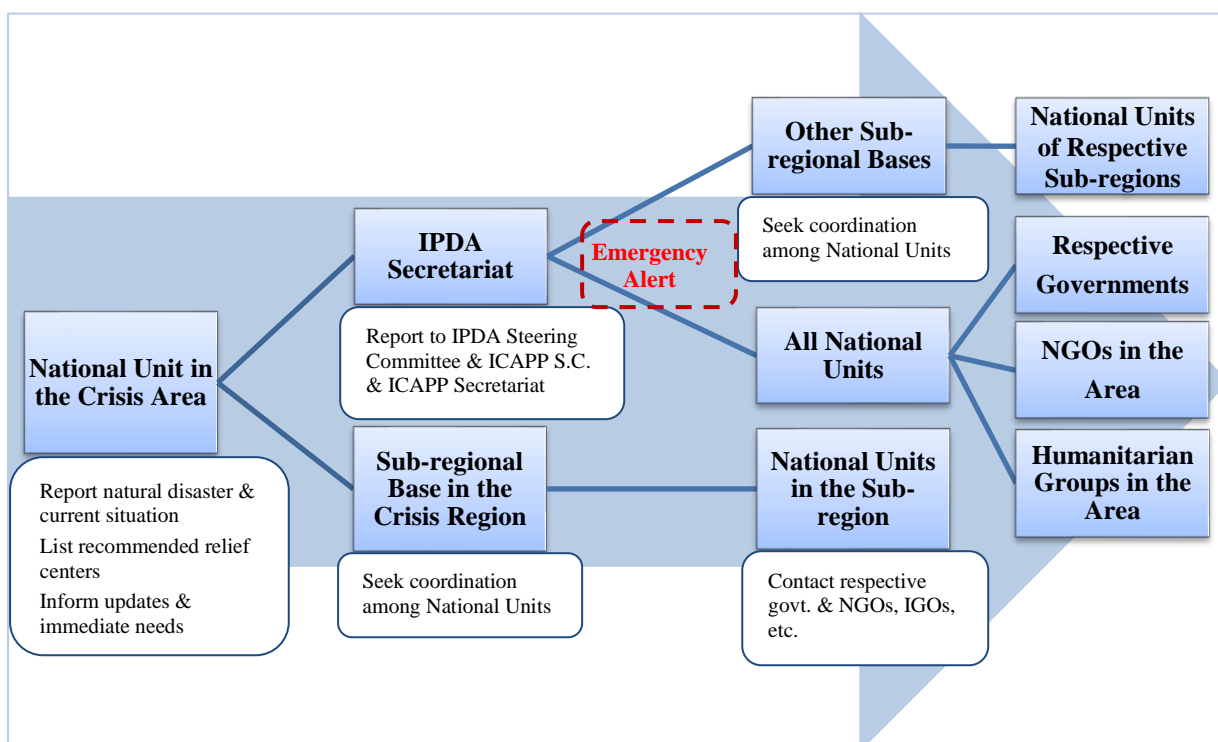 National Unit in
the Crisis Area
Report natural disaster &
current situation
List recommended relief
centers
Inform updates &
immediate needs
IPDA
Secretariat
Report to IPDA Steering
Committee & ICAPP S.C.
& ICAPP Secretariat
Sub-regional
Base in the
Crisis Region
Seek coordination
among National Units
Emergency
Alert
Other Sub-
regional Bases
Seek coordination
among National Units
All National
Units
National Units
in the Sub-
region
Contact respective
govt. & NGOs, IGOs,
etc.
National Units
of Respective
Sub-regions
Respective
Governments
NGOs in the
Area
Humanitarian
Groups in the
Area